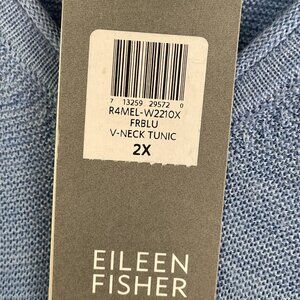 7 13259 29572 0
R4MEL-W2210X
FRBLU
V-NECK TUNIC
2X
EILEEN
FISHER